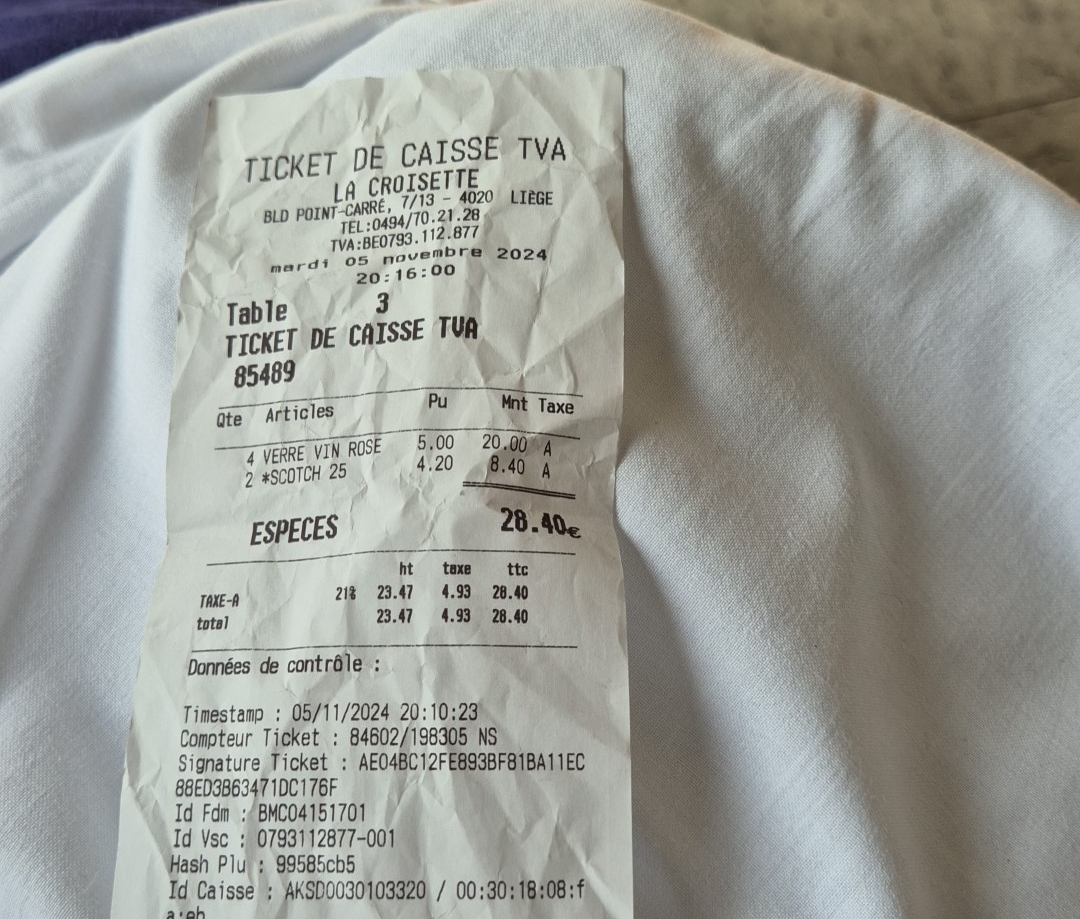 TICKET DE CAISSE TVA
LA CROISETTE
BLD POINT-CARRÉ, 7/13 - 4020 LIÈGE
TEL:0494/70.21.28
TVA:BE0793.112.877
mardi 05 novembre 2024
20:16:00
Table 3
TICKET DE CAISSE TVA
85489
Qte Articles Pu Mnt Taxe
4 VERRE VIN ROSE 5.00 20.00 A
2 *SCOTCH 25 4.20 8.40 A
ESPECES 28.40€
ht taxe ttc
TAXE-A 21% 23.47 4.93 28.40
total 23.47 4.93 28.40
Données de contrôle :
Timestamp : 05/11/2024 20:10:23
Compteur Ticket : 84602/198305 NS
Signature Ticket : AE04BC12FE893BF81BA11EC
88ED3B63471DC176F
Id Fdm : BMC04151701
Id Vsc : 0793112877-001
Hash Plu : 99585cb5
Id Caisse : AKSD0030103320 / 00:30:18:08:f
a:eb